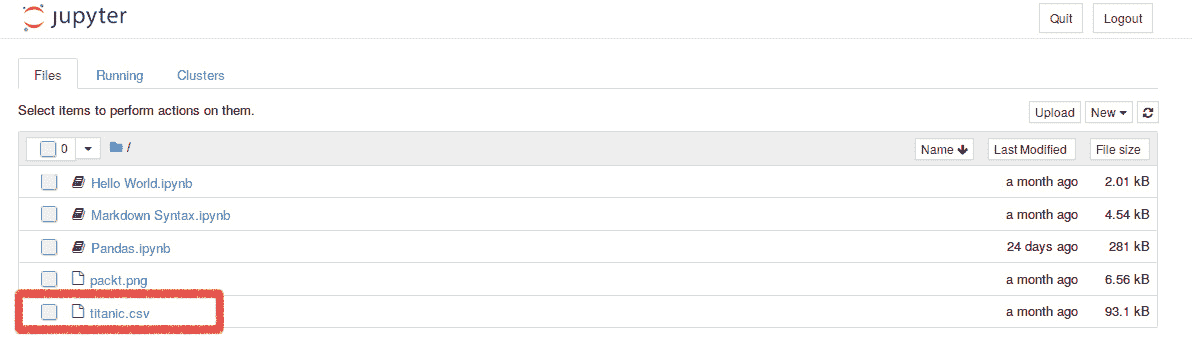 jupyter Quit Logout
Files Running Clusters
Select items to perform actions on them.
Upload New
0 / Name Last Modified File size
Hello World.ipynb a month ago 2.01 kB
Markdown Syntax.ipynb a month ago 4.54 kB
Pandas.ipynb 24 days ago 281 kB
packt.png a month ago 6.56 kB
titanic.csv a month ago 93.1 kB